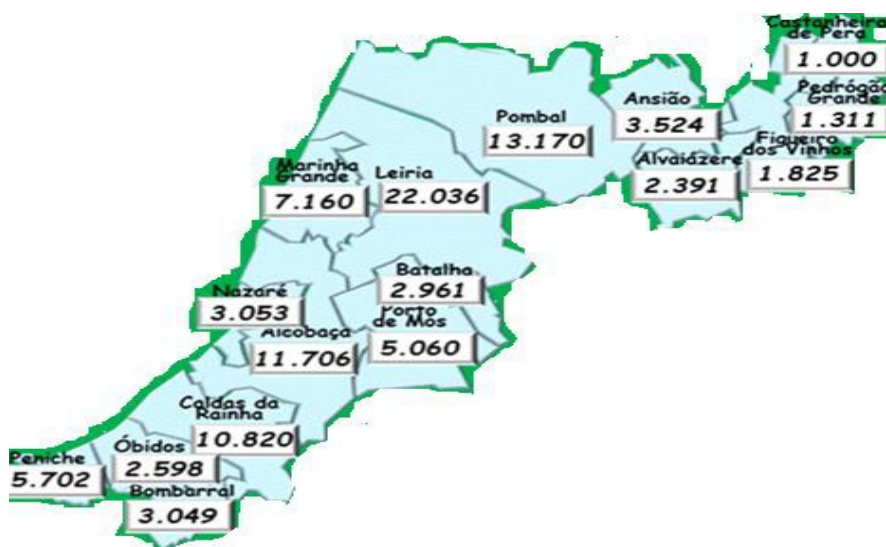 Castanheira
de Pera
1.000
Pedrógão
Grande
1.311
Ansião
3.524
Pombal
13.170
Figueiro
dos Vinhos
1.825
Alvaiázere
2.391
Marinha
Grande
7.160
Leiria
22.036
Batalha
2.961
Nazaré
3.053
Porto
de Mos
5.060
Alcobaça
11.706
Caldas da
Rainha
10.820
Óbidos
2.598
Peniche
5.702
Bombarral
3.049